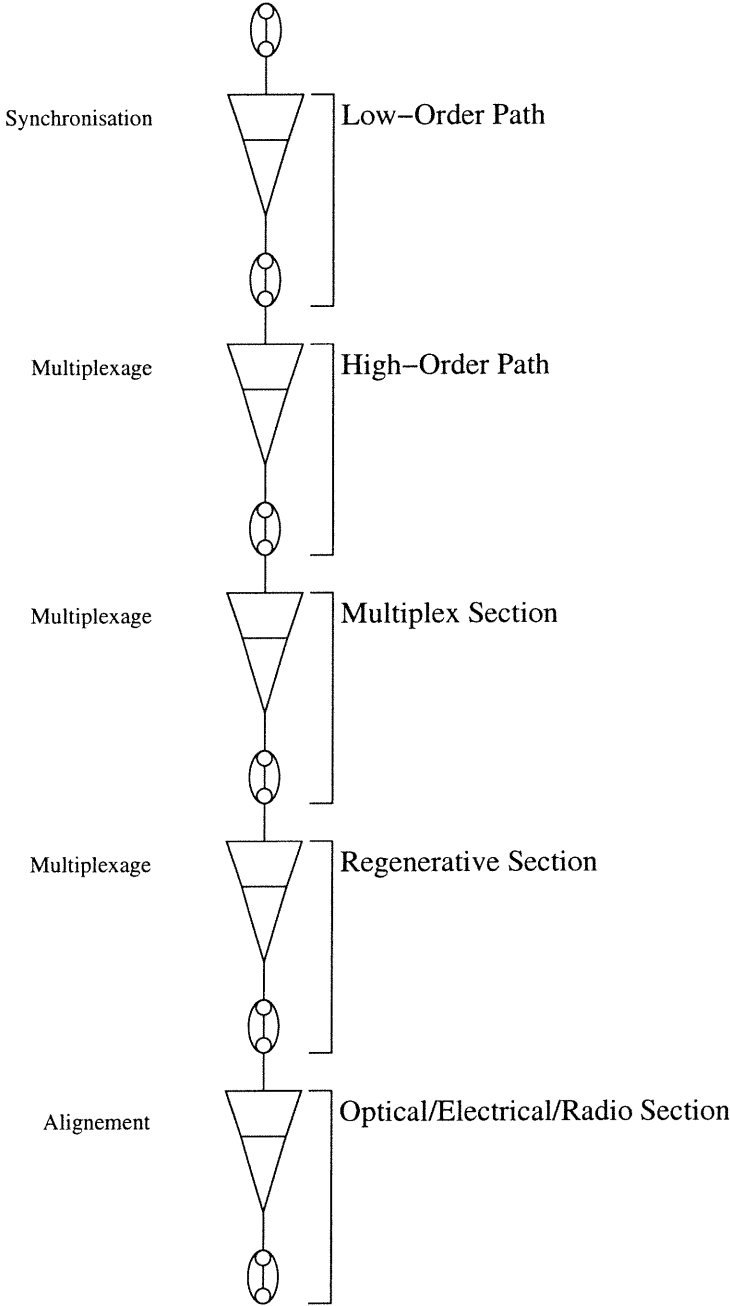 Synchronisation
Low−Order Path
Multiplexage
High−Order Path
Multiplexage
Multiplex Section
Multiplexage
Regenerative Section
Alignement
Optical/Electrical/Radio Section